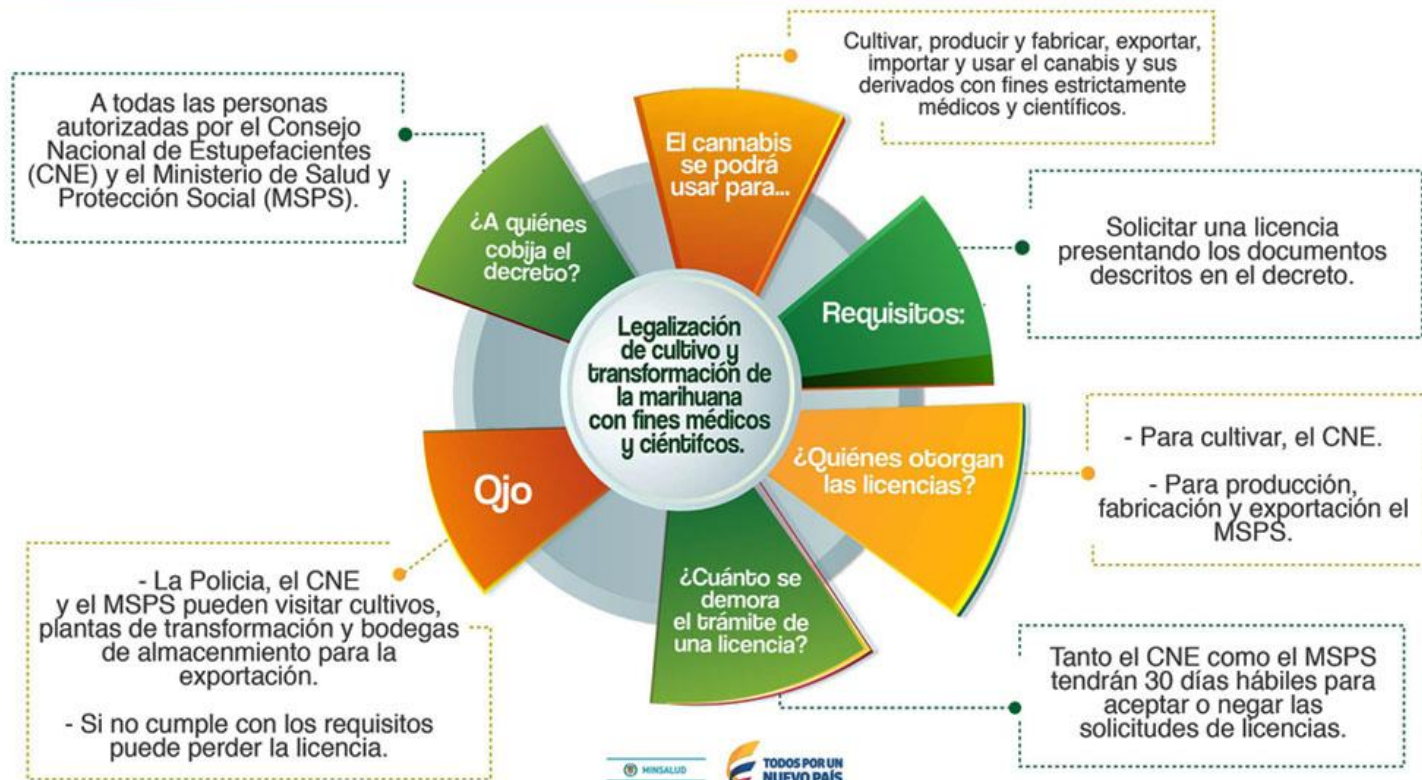 Cultivar, producir y fabricar, exportar,
importar y usar el canabis y sus
derivados con fines estrictamente
médicos y científicos.
A todas las personas
autorizadas por el Consejo
Nacional de Estupefacientes
(CNE) y el Ministerio de Salud y
Protección Social (MSPS).
El cannabis
se podrá
usar para...
¿A quiénes
cobija el
decreto?
Solicitar una licencia
presentando los documentos
descritos en el decreto.
Requisitos:
Legalización
de cultivo y
transformación de
la marihuana
con fines médicos
y ciéntifcos.
¿Quiénes otorgan
las licencias?
- Para cultivar, el CNE.
- Para producción,
fabricación y exportación el
MSPS.
Ojo
- La Policia, el CNE
y el MSPS pueden visitar cultivos,
plantas de transformación y bodegas
de almacenmiento para la
exportación.
- Si no cumple con los requisitos
puede perder la licencia.
¿Cuánto se
demora
el trámite de
una licencia?
Tanto el CNE como el MSPS
tendrán 30 días hábiles para
aceptar o negar las
solicitudes de licencias.
MINSALUD
TODOS POR UN
NUEVO PAÍS